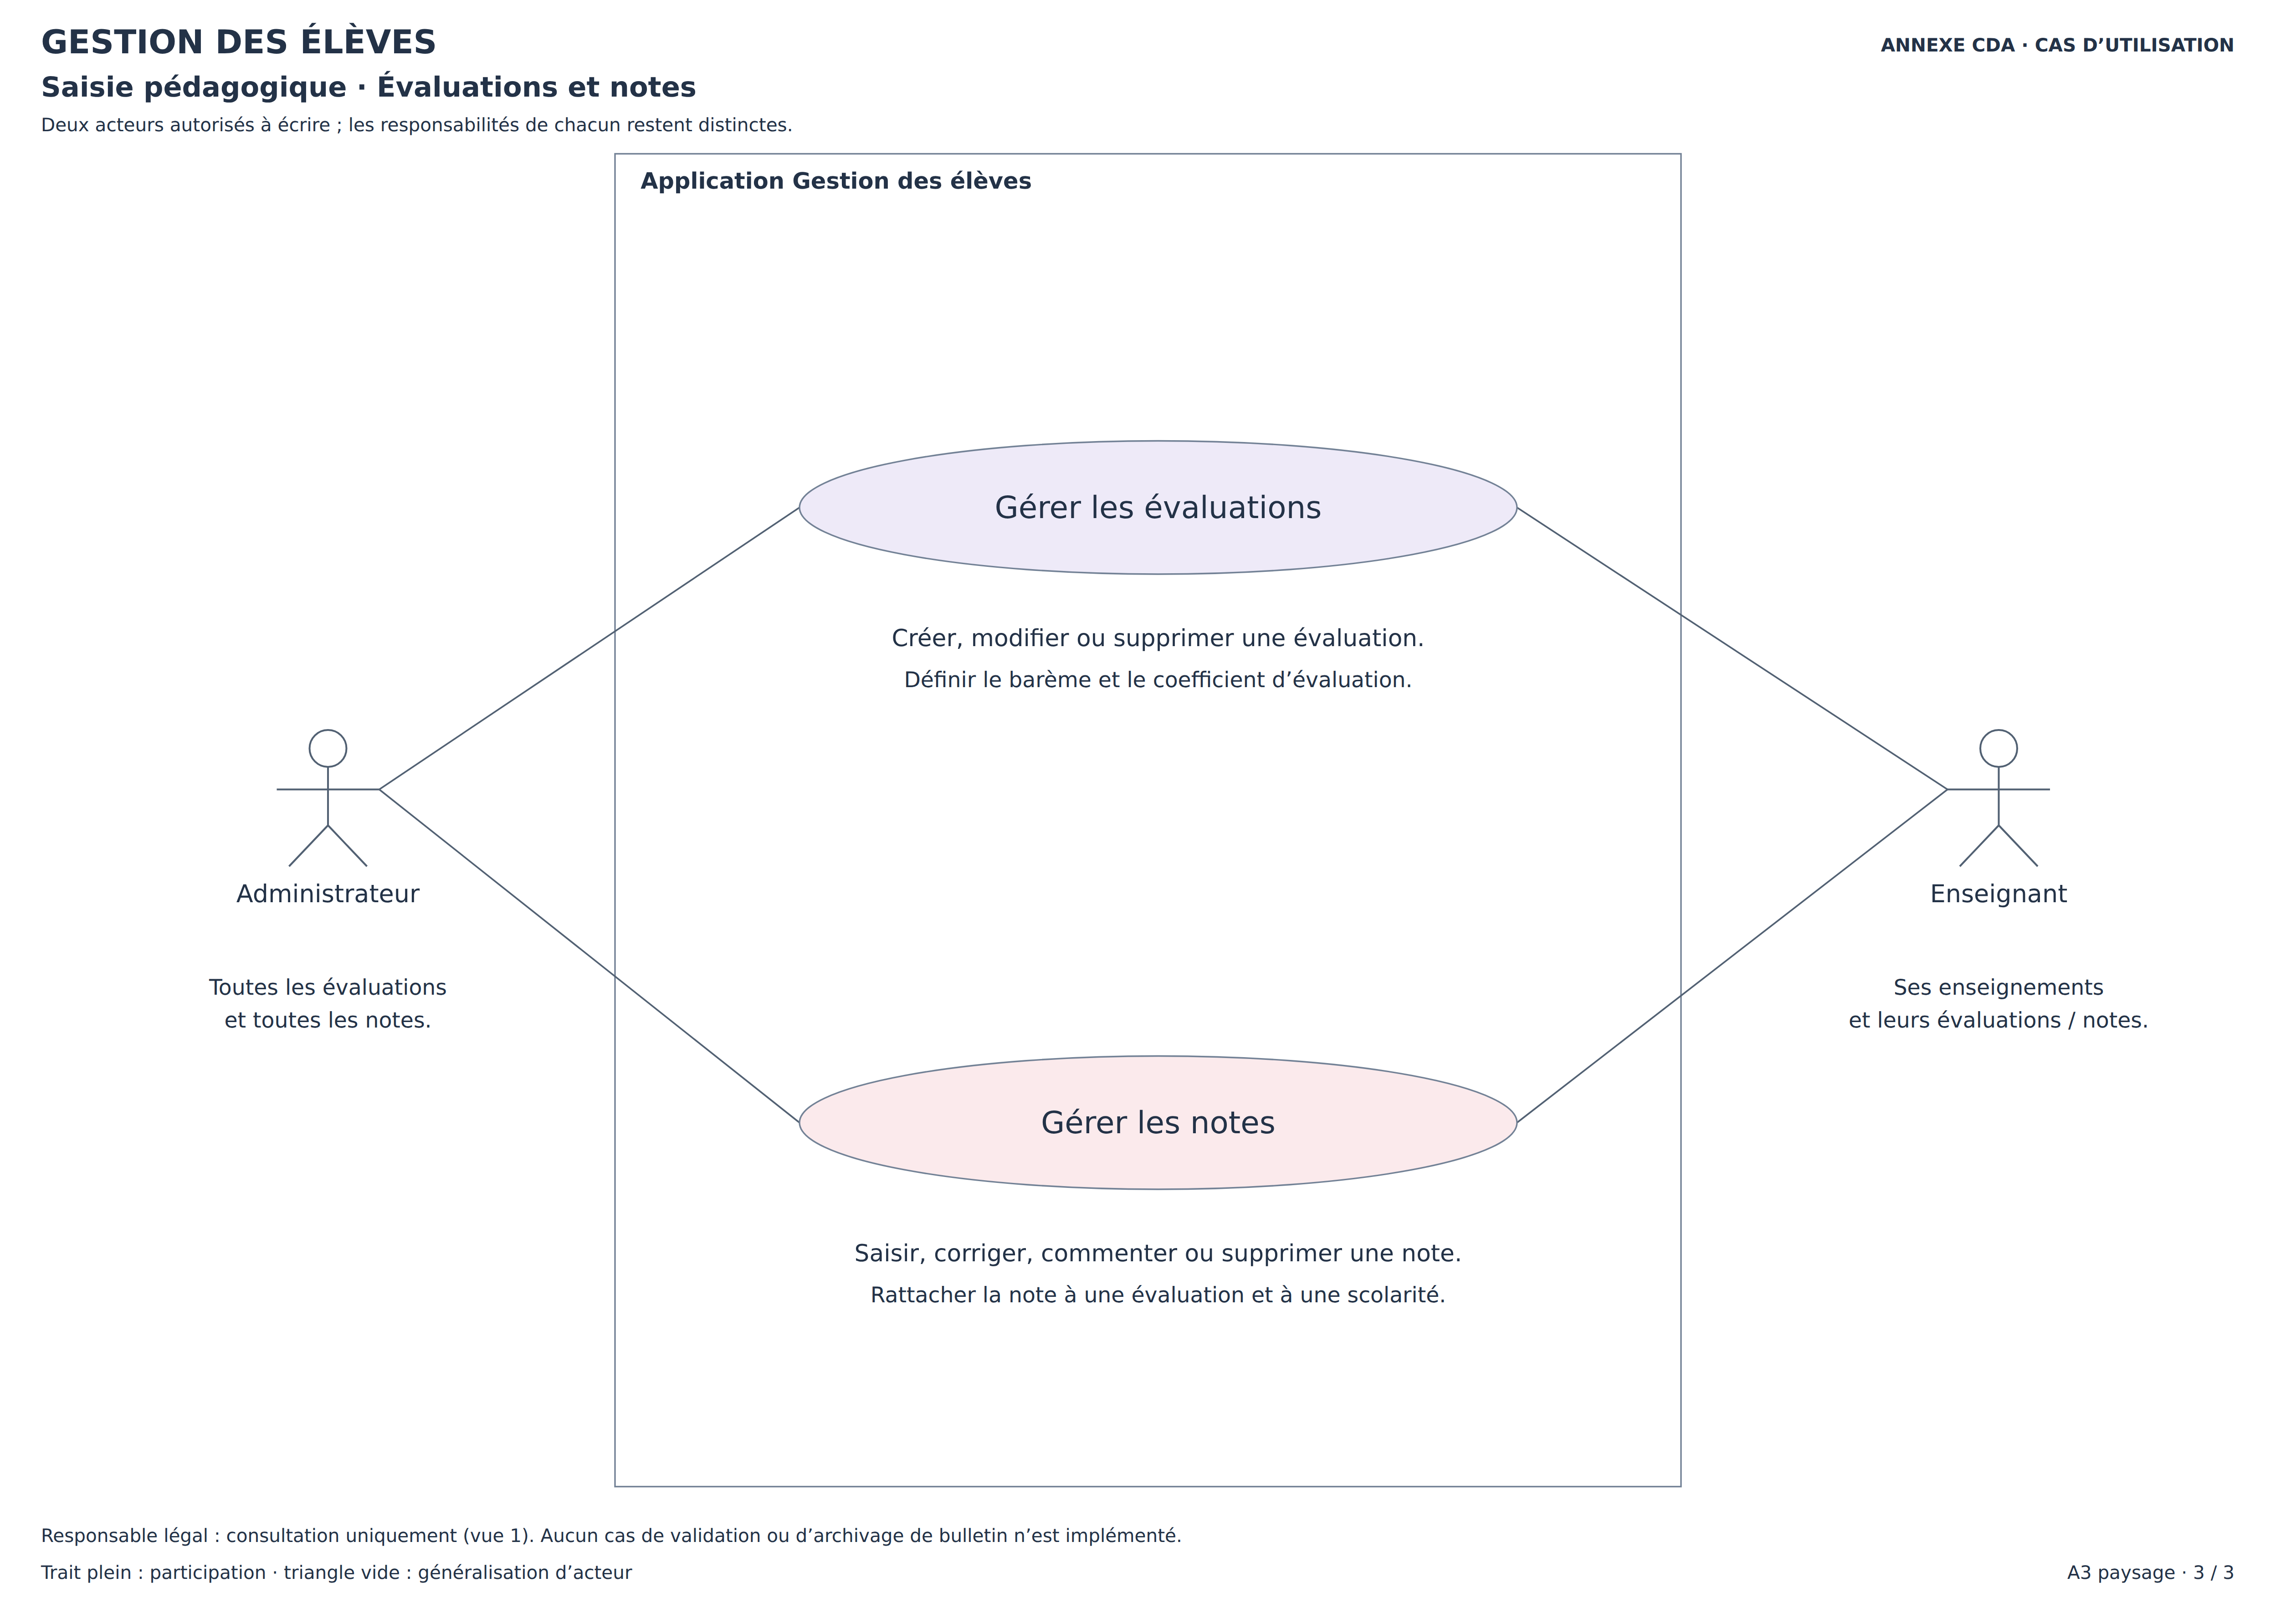 GESTION DES ÉLÈVES
ANNEXE CDA · CAS D’UTILISATION
Saisie pédagogique · Évaluations et notes
Deux acteurs autorisés à écrire ; les responsabilités de chacun restent distinctes.
Application Gestion des élèves
Gérer les évaluations
Créer, modifier ou supprimer une évaluation.
Définir le barème et le coefficient d’évaluation.
Administrateur
Toutes les évaluations
et toutes les notes.
Enseignant
Ses enseignements
et leurs évaluations / notes.
Gérer les notes
Saisir, corriger, commenter ou supprimer une note.
Rattacher la note à une évaluation et à une scolarité.
Responsable légal : consultation uniquement (vue 1). Aucun cas de validation ou d’archivage de bulletin n’est implémenté.
Trait plein : participation · triangle vide : généralisation d’acteur
A3 paysage · 3 / 3